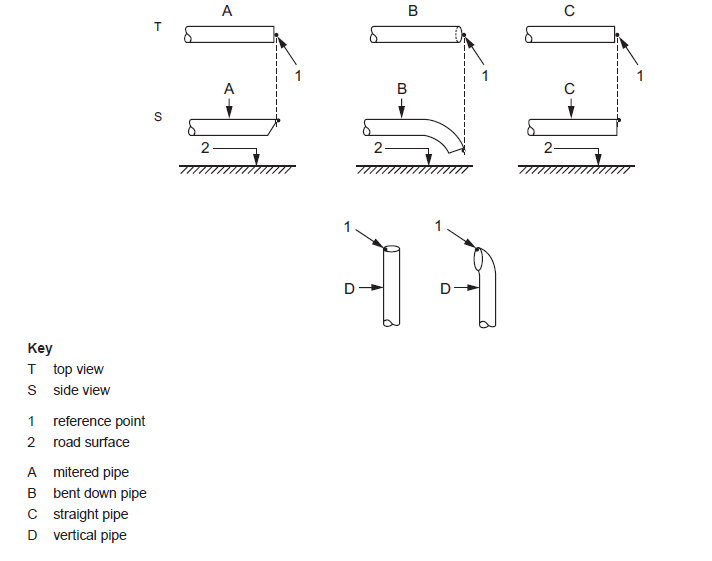 A B C
T
1 1 1
A B C
S
2 2 2
1 1
D D
Key
T top view
S side view
1 reference point
2 road surface
A mitered pipe
B bent down pipe
C straight pipe
D vertical pipe